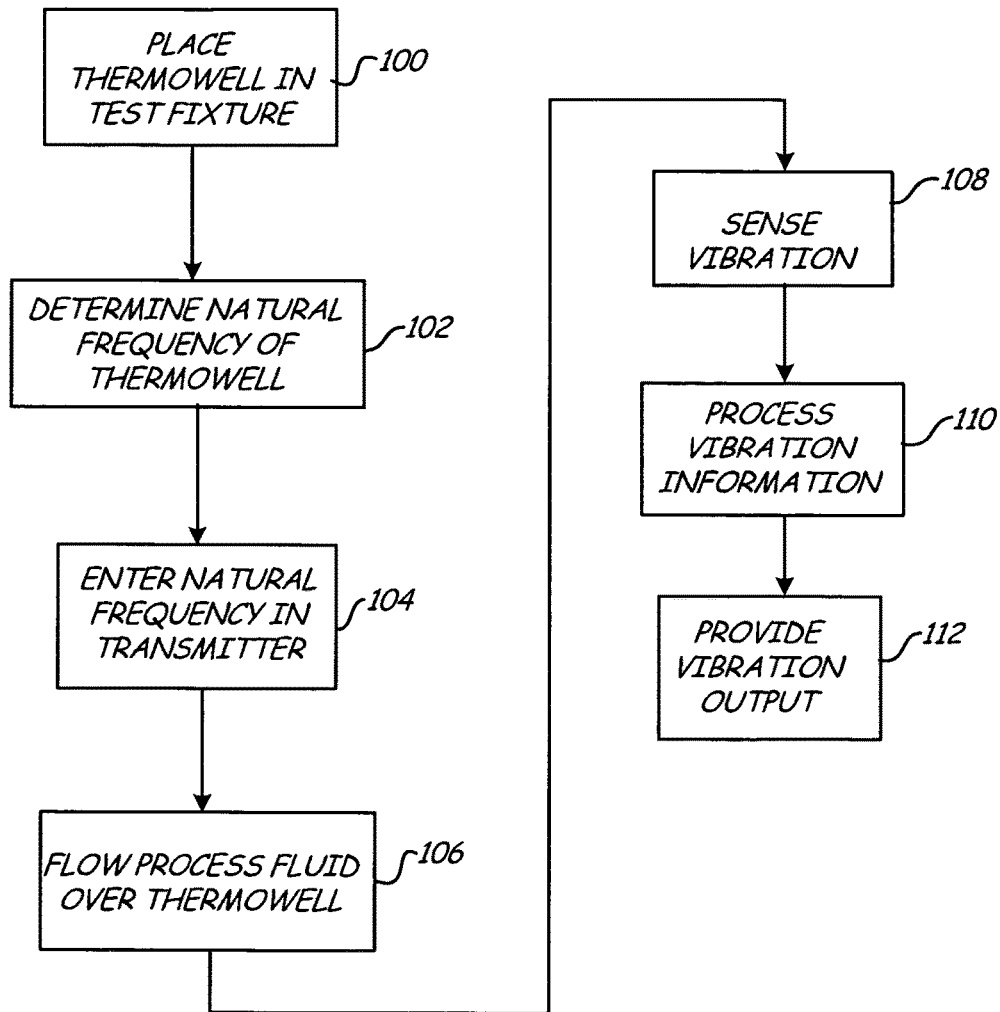 PLACE
THERMOWELL IN
TEST FIXTURE
100
DETERMINE NATURAL
FREQUENCY OF
THERMOWELL
102
ENTER NATURAL
FREQUENCY IN
TRANSMITTER
104
FLOW PROCESS FLUID
OVER THERMOWELL
106
SENSE
VIBRATION
108
PROCESS
VIBRATION
INFORMATION
110
PROVIDE
VIBRATION
OUTPUT
112